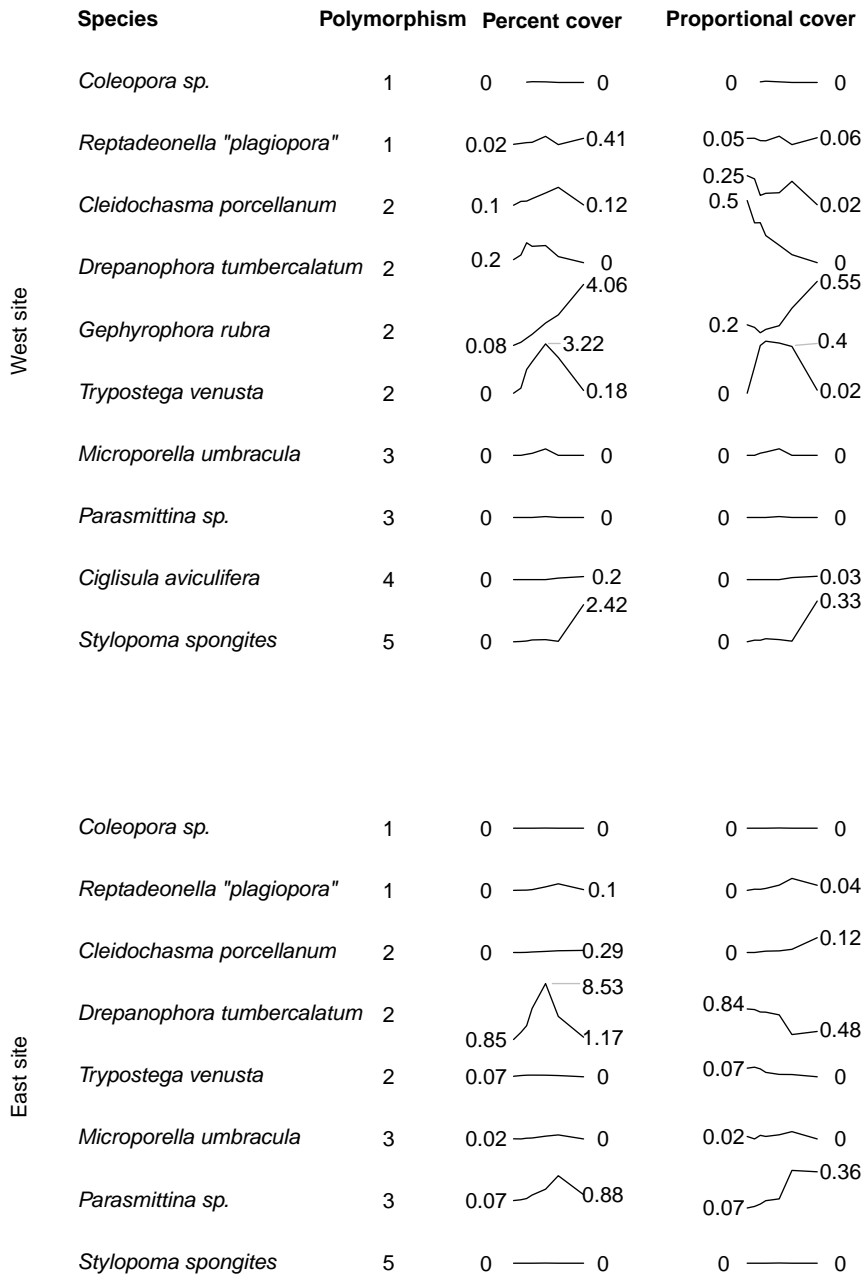 Species Polymorphism Percent cover Proportional cover
West site
Coleopora sp. 1 0 0 0 0
Reptadeonella "plagiopora" 1 0.02 0.41 0.05 0.06
Cleidochasma porcellanum 2 0.1 0.12 0.25 0.02
Drepanophora tumbercalatum 2 0.2 0 0.5 0
Gephyrophora rubra 2 0.08 4.06 0.2 0.55
Trypostega venusta 2 0 3.22 0.18 0 0.4 0.02
Microporella umbracula 3 0 0 0 0
Parasmittina sp. 3 0 0 0 0
Ciglisula aviculifera 4 0 0.2 0 0.03
Stylopoma spongites 5 0 2.42 0 0.33
East site
Coleopora sp. 1 0 0 0 0
Reptadeonella "plagiopora" 1 0 0.1 0 0.04
Cleidochasma porcellanum 2 0 0.29 0 0.12
Drepanophora tumbercalatum 2 0.85 8.53 1.17 0.84 0.48
Trypostega venusta 2 0.07 0 0.07 0
Microporella umbracula 3 0.02 0 0.02 0
Parasmittina sp. 3 0.07 0.88 0.07 0.36
Stylopoma spongites 5 0 0 0 0